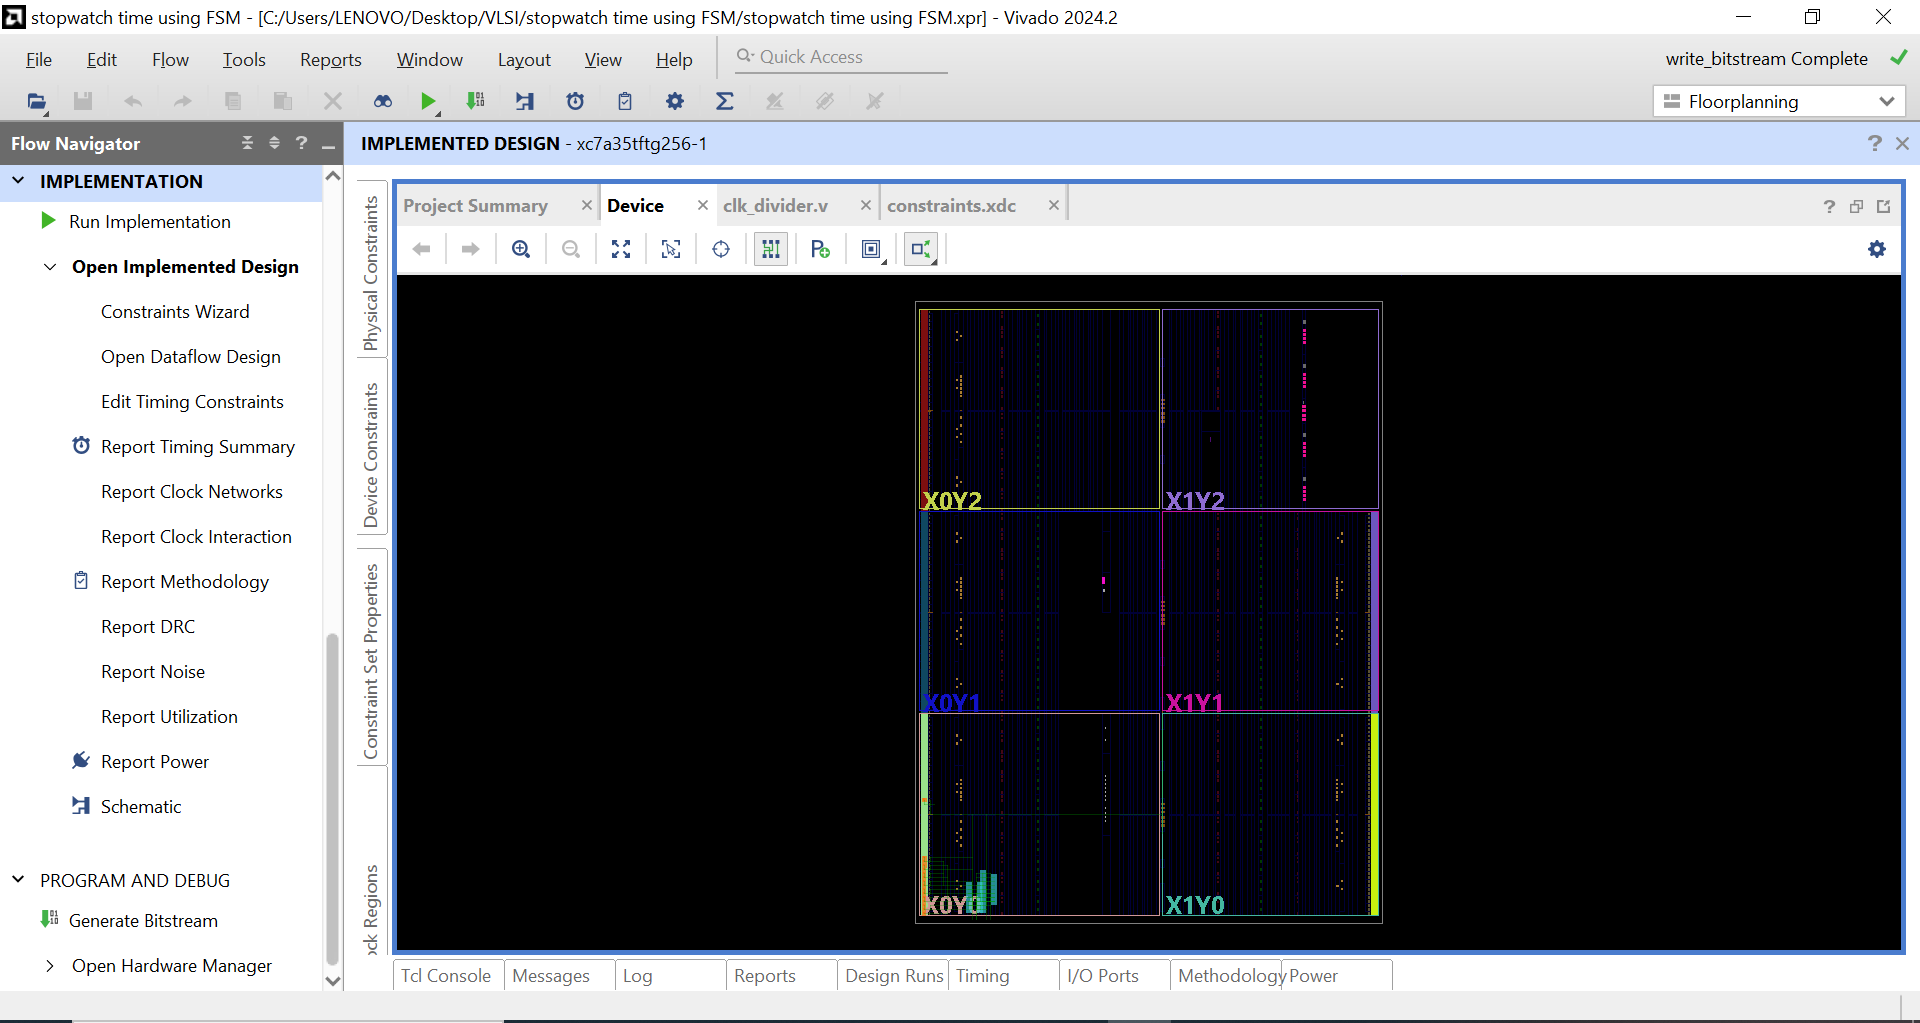 stopwatch time using FSM - [C:/Users/LENOVO/Desktop/VLSI/stopwatch time using FSM/stopwatch time using FSM.xpr] - Vivado 2024.2
File Edit Flow Tools Reports Window Layout View Help Quick Access
write_bitstream Complete
Floorplanning
Flow Navigator
IMPLEMENTED DESIGN - xc7a35tftg256-1
IMPLEMENTATION
Run Implementation
Open Implemented Design
Constraints Wizard
Open Dataflow Design
Edit Timing Constraints
Report Timing Summary
Report Clock Networks
Report Clock Interaction
Report Methodology
Report DRC
Report Noise
Report Utilization
Report Power
Schematic
PROGRAM AND DEBUG
Generate Bitstream
Open Hardware Manager
Physical Constraints
Device Constraints
Constraint Set Properties
ck Regions
Project Summary Device clk_divider.v constraints.xdc
X0Y2 X1Y2
X0Y1 X1Y1
X0Y0 X1Y0
Tcl Console Messages Log Reports Design Runs Timing I/O Ports Methodology Power